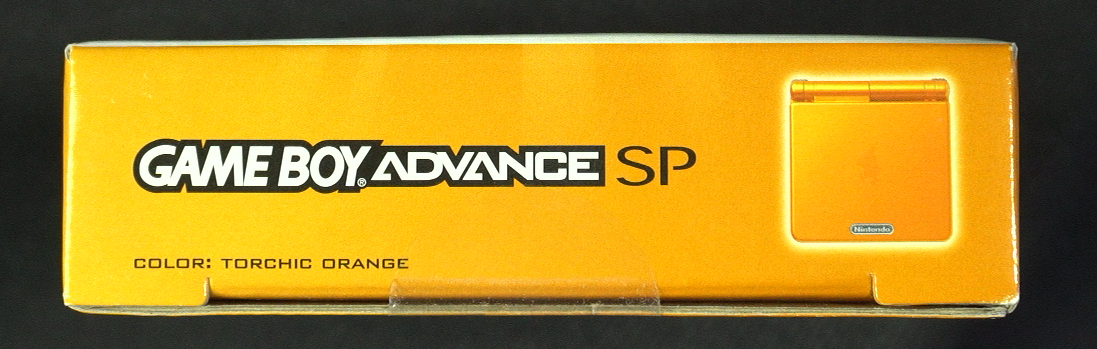 GAME BOY® ADVANCE SP
Nintendo
COLOR: TORCHIC ORANGE